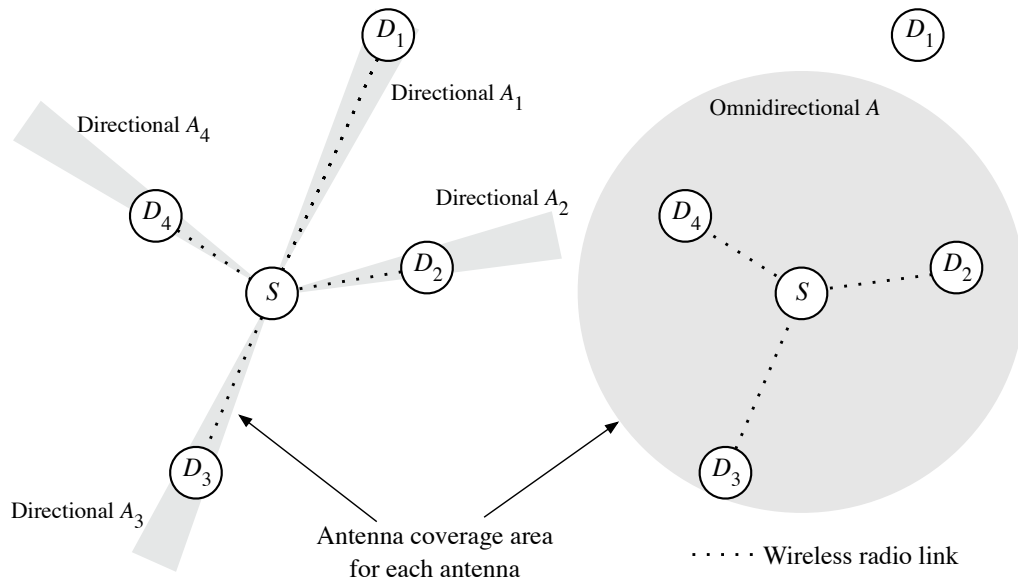 D1
Directional A1
Directional A4
D4
Directional A2
D2
S
D3
Directional A3
Antenna coverage area
for each antenna
D1
Omnidirectional A
D4
D2
S
D3
Wireless radio link